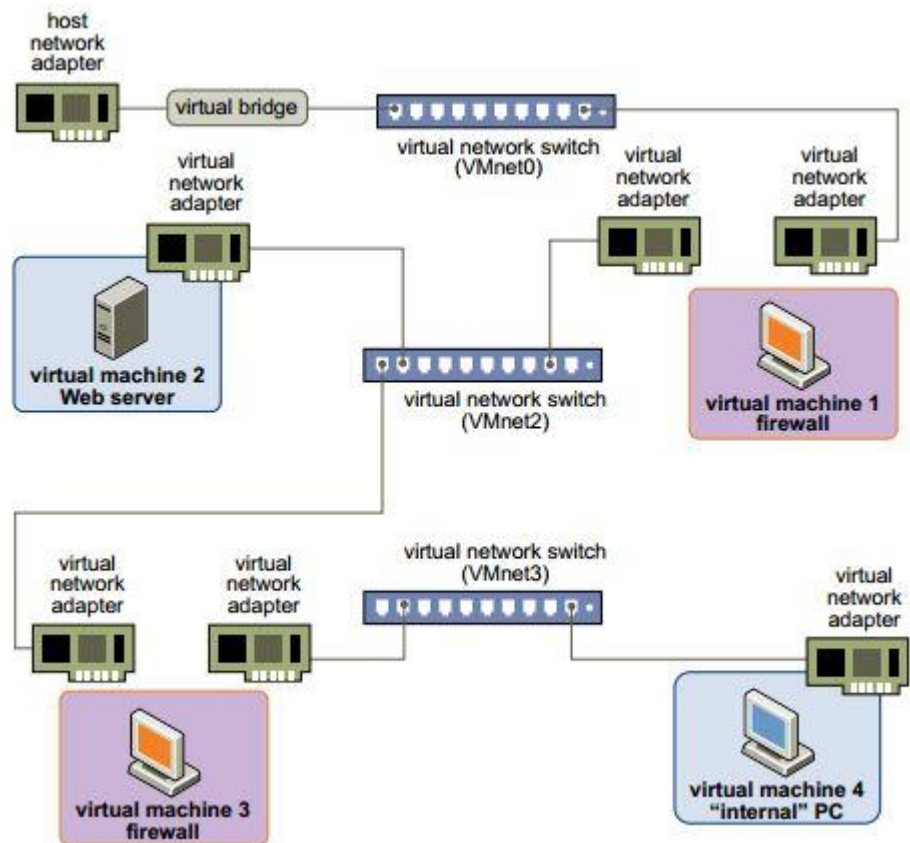 host
network
adapter
virtual bridge
virtual network switch
(VMnet0)
virtual
network
adapter
virtual
network
adapter
virtual
network
adapter
virtual machine 2
Web server
virtual network switch
(VMnet2)
virtual machine 1
firewall
virtual
network
adapter
virtual
network
adapter
virtual network switch
(VMnet3)
virtual
network
adapter
virtual machine 3
firewall
virtual machine 4
“internal” PC